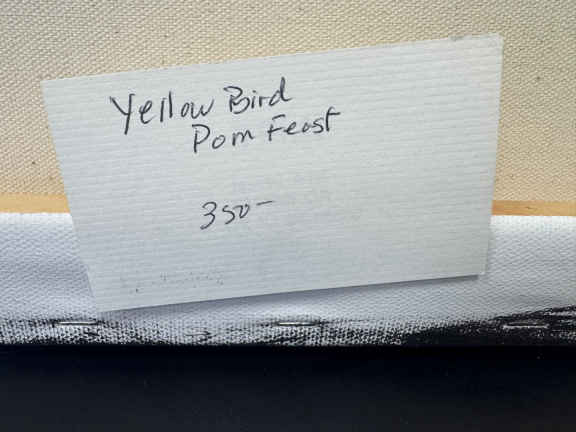 Yellow Bird
Pom Feast
350-